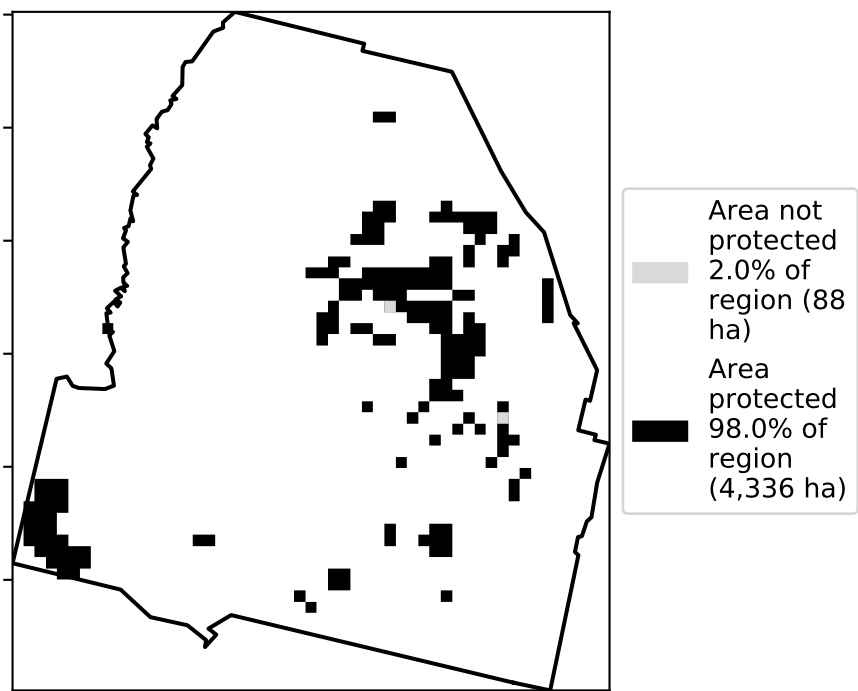 Area not
protected
2.0% of
region (88
ha)
Area
protected
98.0% of
region
(4,336 ha)